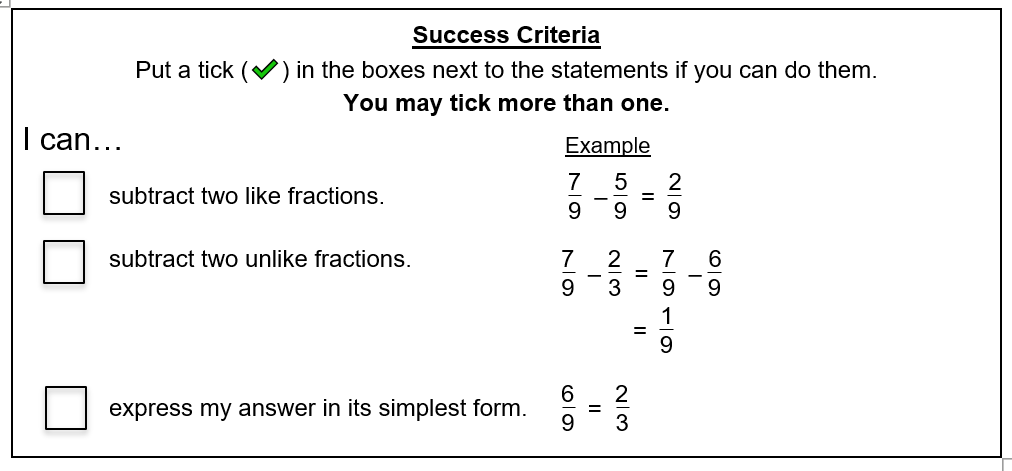 Success Criteria
Put a tick (✔) in the boxes next to the statements if you can do them.
You may tick more than one.
I can…
Example
subtract two like fractions. 7/9 – 5/9 = 2/9
subtract two unlike fractions. 7/9 – 2/3 = 7/9 – 6/9
= 1/9
express my answer in its simplest form. 6/9 = 2/3